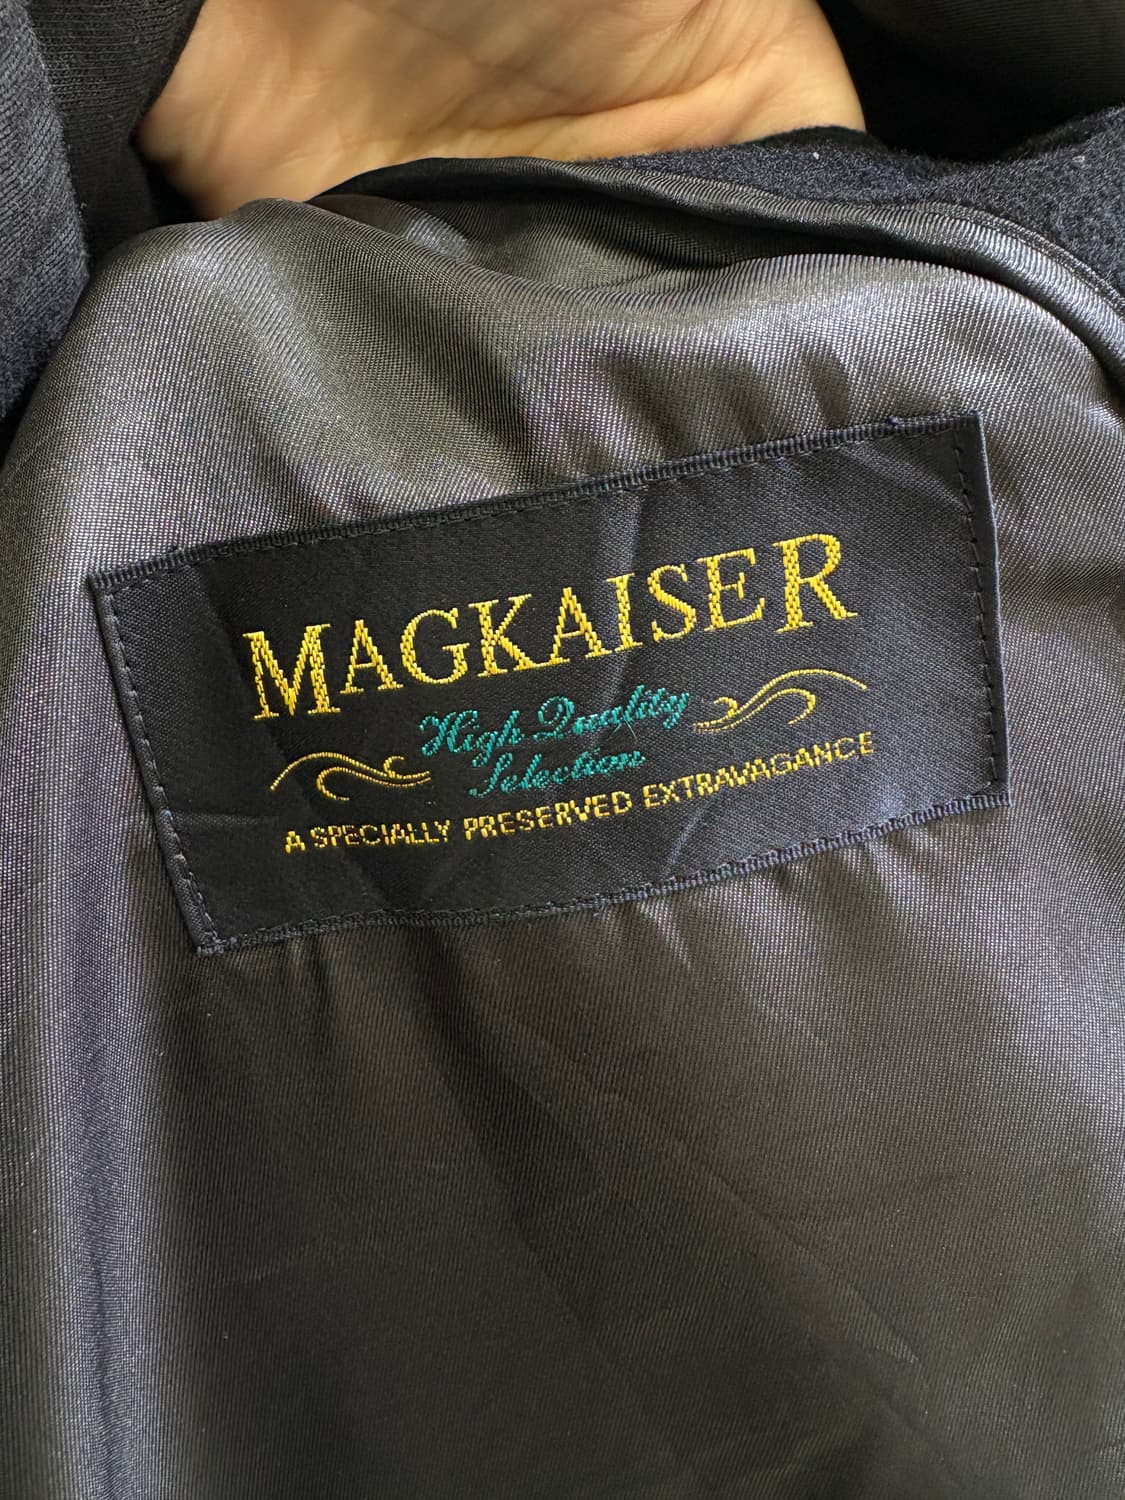 MAGKAISER
High Quality
Selection
A SPECIALLY PRESERVED EXTRAVAGANCE